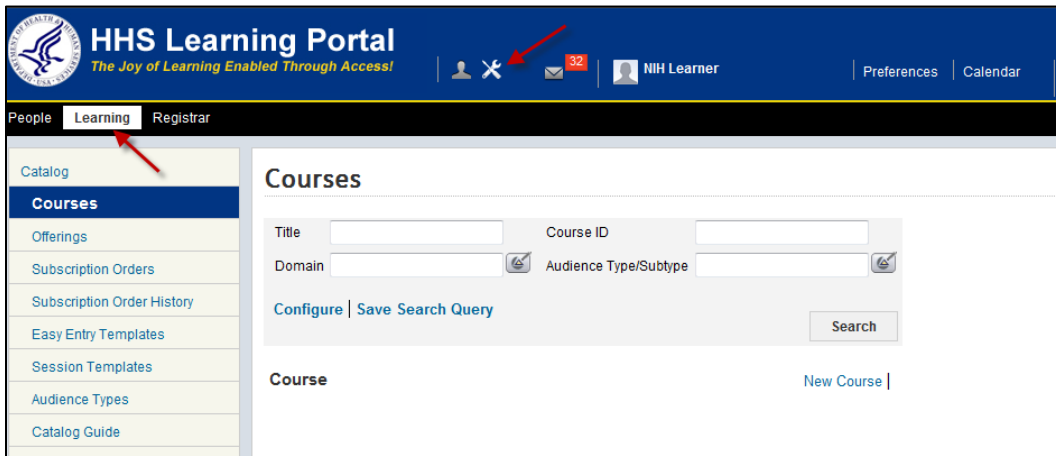 HHS Learning Portal
The Joy of Learning Enabled Through Access!
32
NIH Learner
Preferences
Calendar
People Learning Registrar
Catalog
Courses
Offerings
Subscription Orders
Subscription Order History
Easy Entry Templates
Session Templates
Audience Types
Catalog Guide
Courses
Title
Course ID
Domain
Audience Type/Subtype
Configure | Save Search Query
Search
Course
New Course |